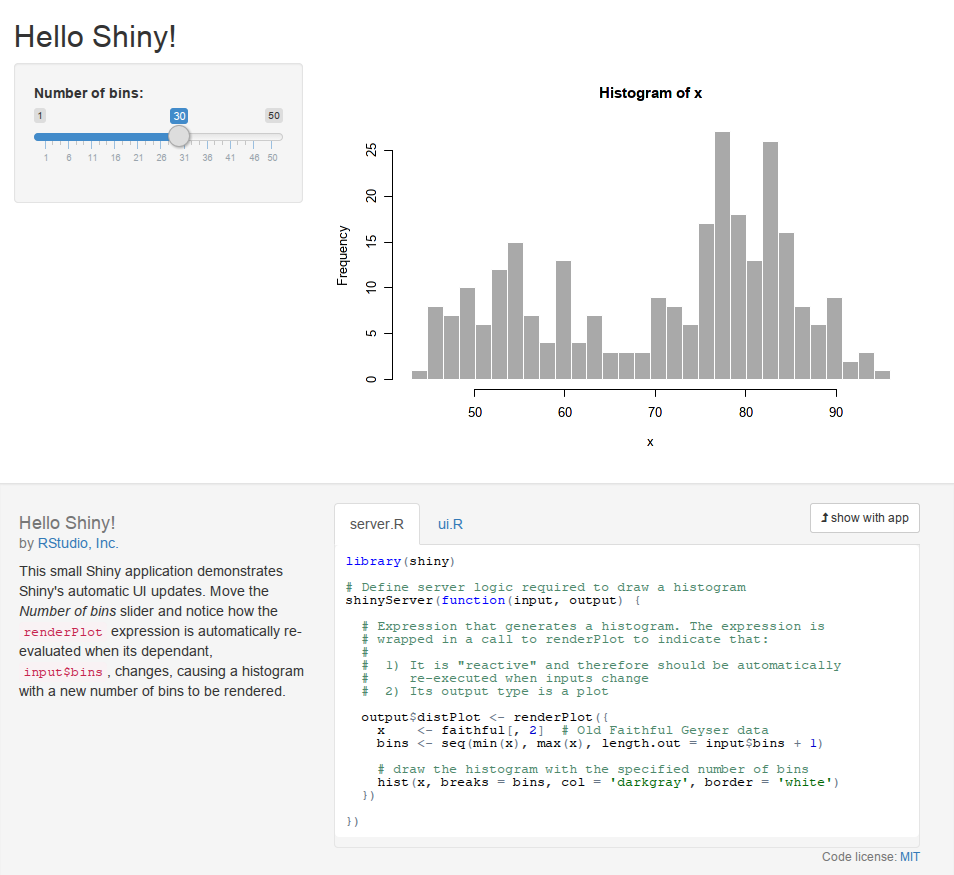 Hello Shiny!
Number of bins:
1 30 50
1 6 11 16 21 26 31 36 41 46 50
Histogram of x
Frequency
25
20
15
10
5
0
50 60 70 80 90
x
Hello Shiny!
by RStudio, Inc.
This small Shiny application demonstrates
Shiny's automatic UI updates. Move the
Number of bins slider and notice how the
renderPlot expression is automatically re-
evaluated when its dependant,
input$bins , changes, causing a histogram
with a new number of bins to be rendered.
server.R ui.R
show with app
library(shiny)
# Define server logic required to draw a histogram
shinyServer(function(input, output) {
# Expression that generates a histogram. The expression is
# wrapped in a call to renderPlot to indicate that:
#
# 1) It is "reactive" and therefore should be automatically
# re-executed when inputs change
# 2) Its output type is a plot
output$distPlot <- renderPlot({
x <- faithful[, 2] # Old Faithful Geyser data
bins <- seq(min(x), max(x), length.out = input$bins + 1)
# draw the histogram with the specified number of bins
hist(x, breaks = bins, col = 'darkgray', border = 'white')
})
})
Code license: MIT